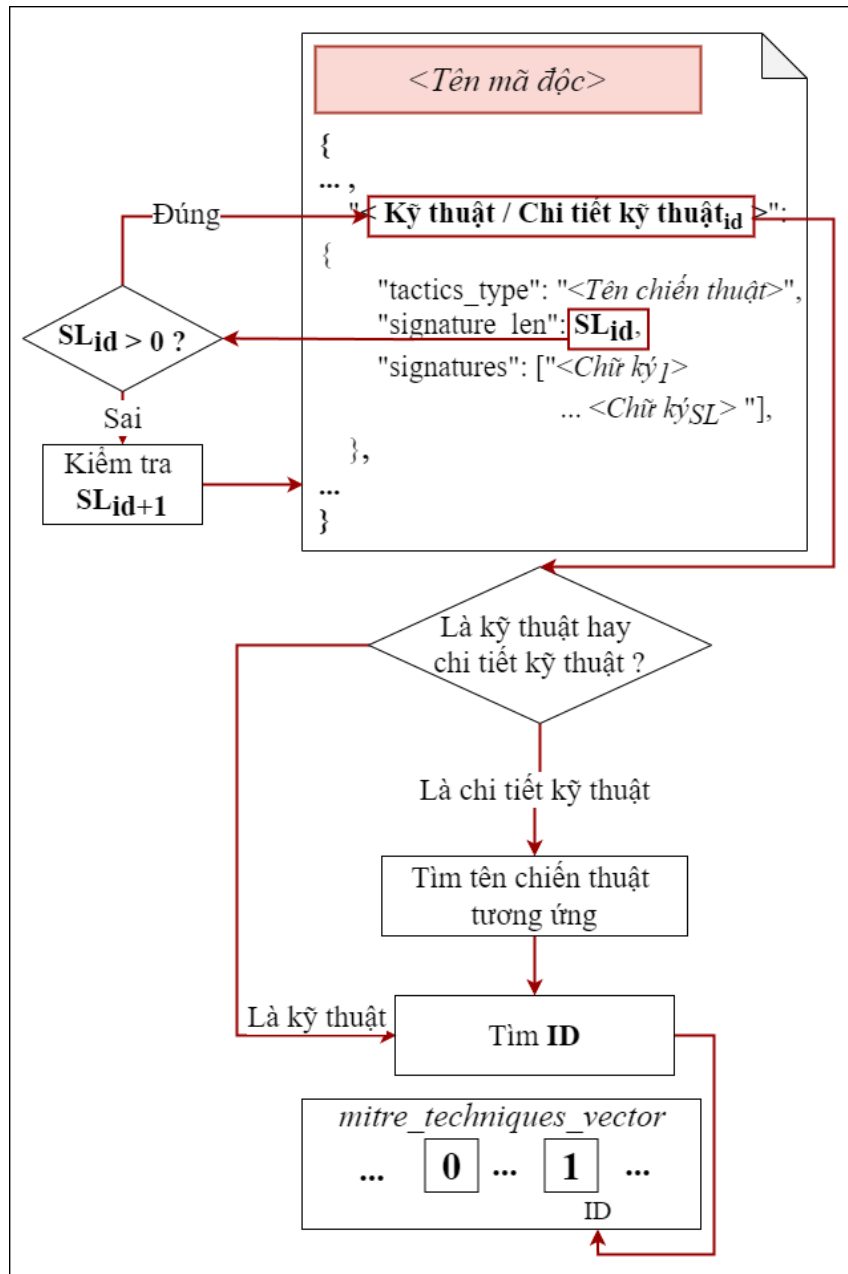 <Tên mã độc>
{
... ,
"< Kỹ thuật / Chi tiết kỹ thuậtid >":
Đúng
{
"tactics_type": "<Tên chiến thuật>",
"signature_len": SLid,
SLid > 0 ?
"signatures": ["<Chữ ký1>
... <Chữ kýSL> "],
Sai
},
Kiểm tra
SLid+1
...
}
Là kỹ thuật hay
chi tiết kỹ thuật ?
Là chi tiết kỹ thuật
Tìm tên chiến thuật
tương ứng
Là kỹ thuật
Tìm ID
mitre_techniques_vector
... 0 ... 1 ...
ID